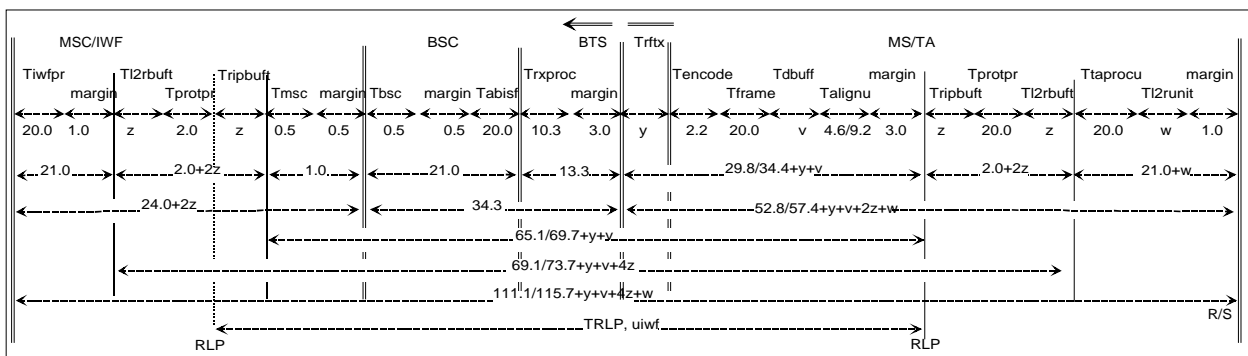 MSC/IWF BSC BTS Trftx MS/TA
Tiwfpr Tl2rbuft Tripbuft Trxproc Tencode Tdbuff margin Tprotpr Ttaprocu margin
margin Tprotpr Tmsc margin Tbsc margin Tabisf margin Tframe Talignu Tripbuft Tl2rbuft Tl2runit
20.0 1.0 z 2.0 z 0.5 0.5 0.5 0.5 20.0 10.3 3.0 y 2.2 20.0 v 4.6/9.2 3.0 z 20.0 z 20.0 w 1.0
21.0 2.0+2z 1.0 21.0 13.3 29.8/34.4+y+v 2.0+2z 21.0+w
24.0+2z 34.3 52.8/57.4+y+v+2z+w
65.1/69.7+y+v
69.1/73.7+y+v+4z
111.1/115.7+y+v+4z+w
R/S
TRLP, uiwf
RLP RLP